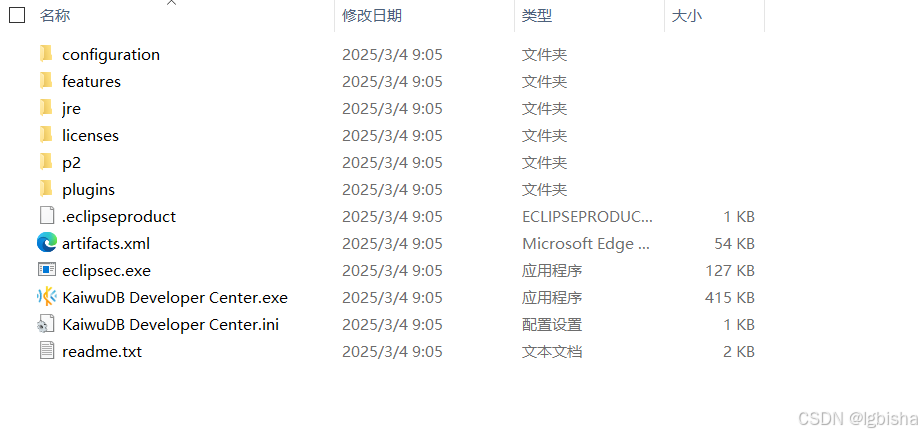 名称 修改日期 类型 大小
configuration 2025/3/4 9:05 文件夹
features 2025/3/4 9:05 文件夹
jre 2025/3/4 9:05 文件夹
licenses 2025/3/4 9:05 文件夹
p2 2025/3/4 9:05 文件夹
plugins 2025/3/4 9:05 文件夹
.eclipseproduct 2025/3/4 9:05 ECLIPSEPRODUC... 1 KB
artifacts.xml 2025/3/4 9:05 Microsoft Edge ... 54 KB
eclipsec.exe 2025/3/4 9:05 应用程序 127 KB
KaiwuDB Developer Center.exe 2025/3/4 9:05 应用程序 415 KB
KaiwuDB Developer Center.ini 2025/3/4 9:05 配置设置 1 KB
readme.txt 2025/3/4 9:05 文本文档 2 KB
CSDN @lgbisha